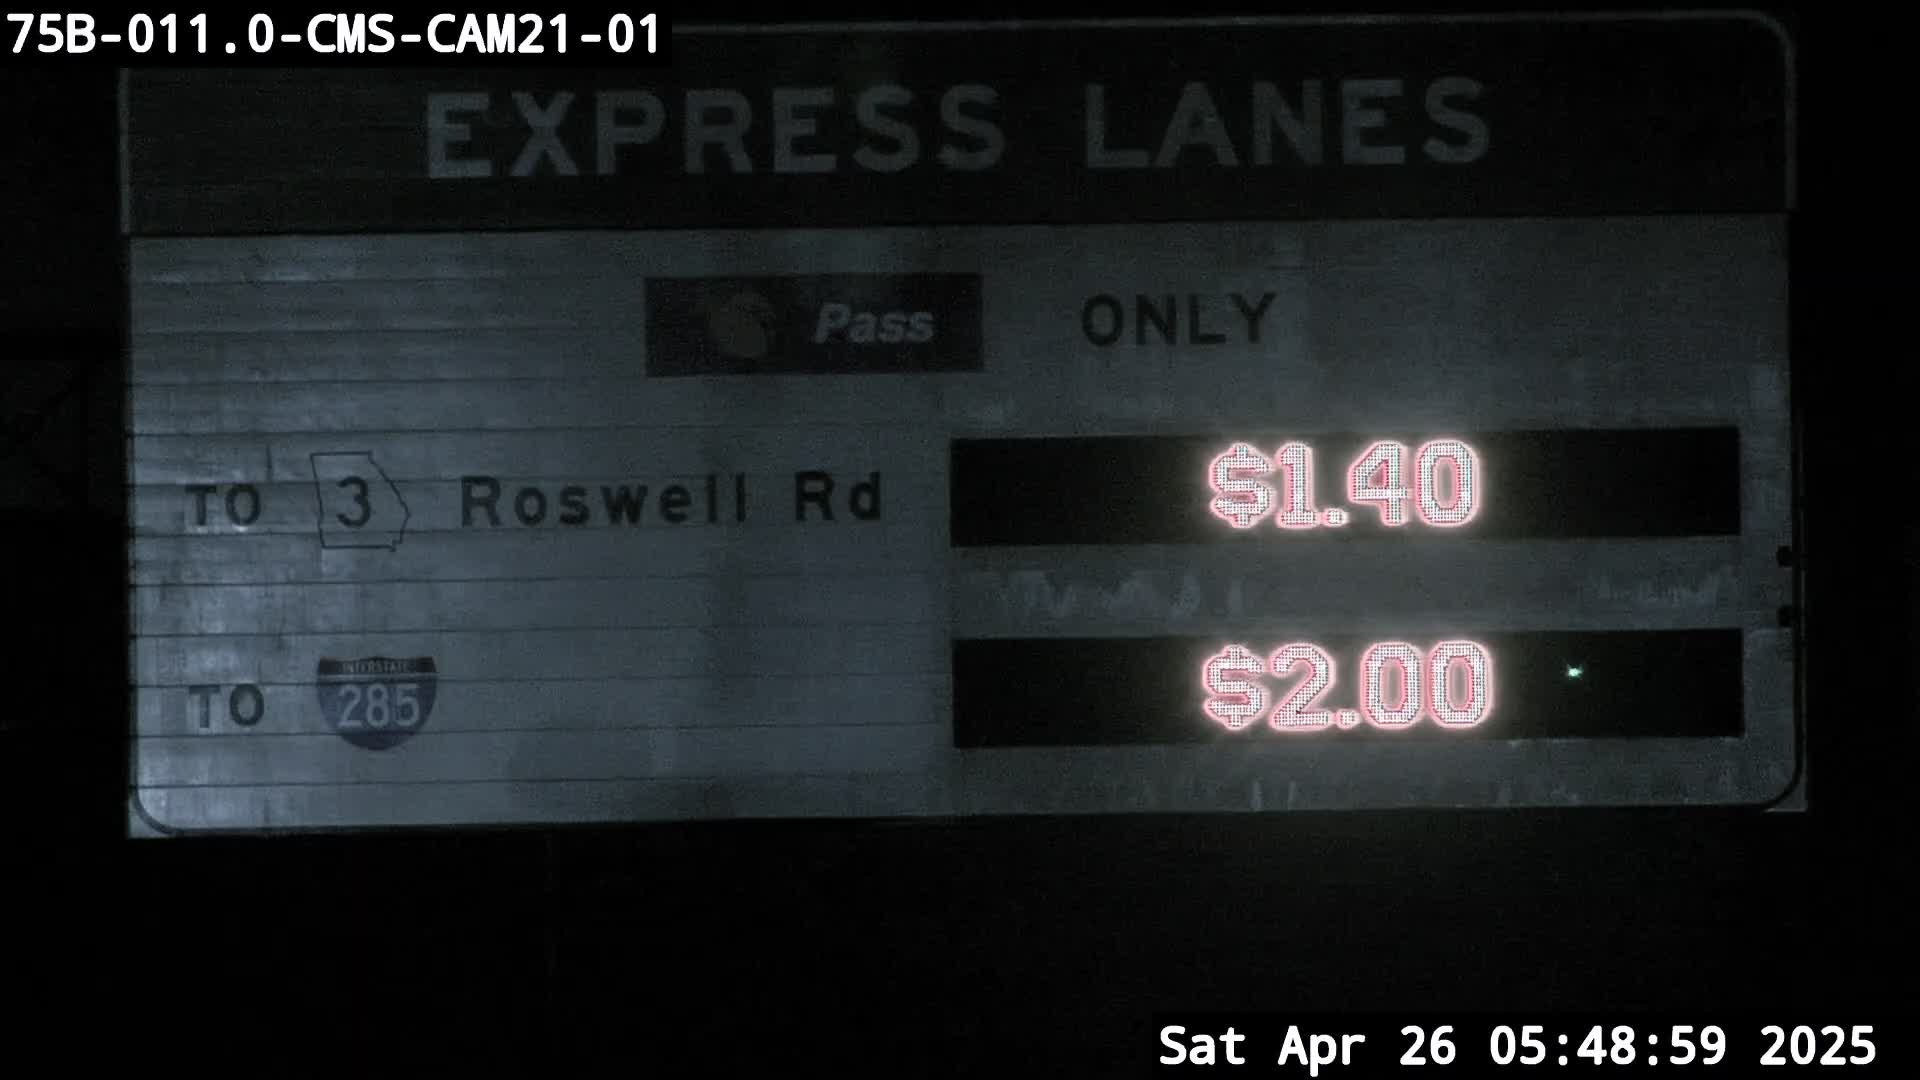 75B-011.0-CMS-CAM21-01
EXPRESS LANES
Pass ONLY
TO 3 Roswell Rd $1.40
INTERSTATE
TO 285 $2.00
Sat Apr 26 05:48:59 2025